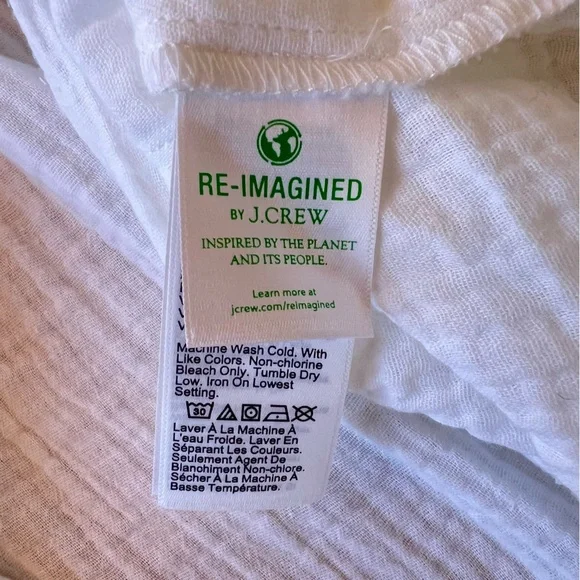 RE-IMAGINED
BY J.CREW
INSPIRED BY THE PLANET
AND ITS PEOPLE.
Learn more at
jcrew.com/reimagined
Machine Wash Cold. With
Like Colors. Non-chlorine
Bleach Only. Tumble Dry
Low. Iron On Lowest
Setting.
30
Laver À La Machine À
L'eau Froide. Laver En
Séparant Les Couleurs.
Seulement Agent De
Blanchiment Non-chlore.
Sécher À La Machine À
Basse Température.